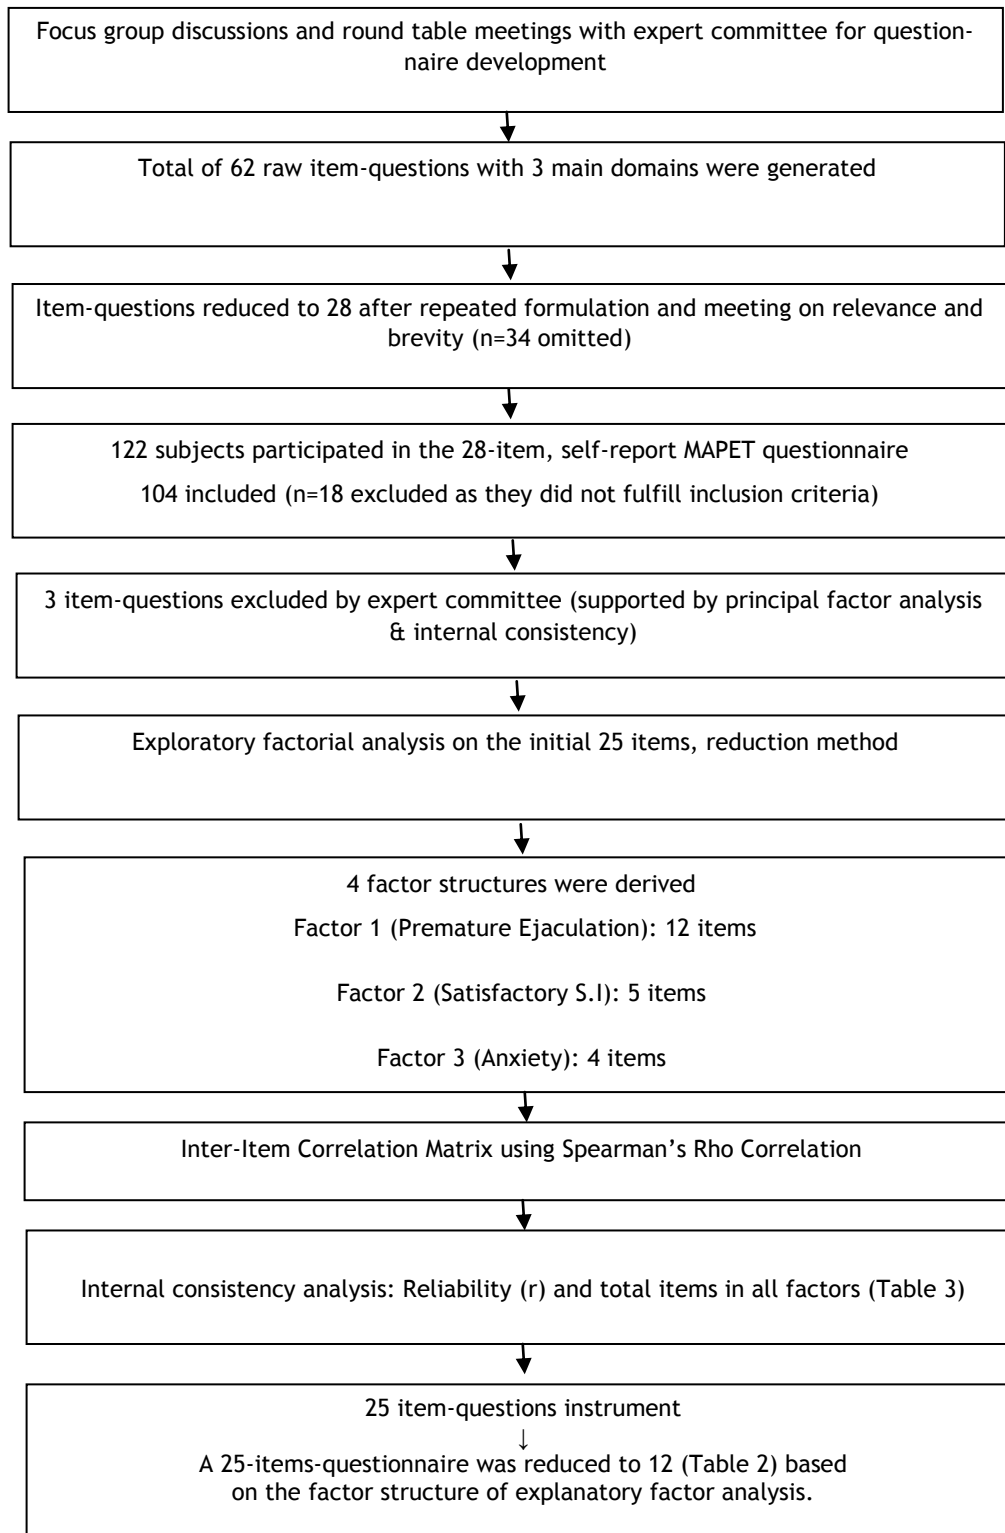 Focus group discussions and round table meetings with expert committee for question-
naire development
Total of 62 raw item-questions with 3 main domains were generated
Item-questions reduced to 28 after repeated formulation and meeting on relevance and
brevity (n=34 omitted)
122 subjects participated in the 28-item, self-report MAPET questionnaire
104 included (n=18 excluded as they did not fulfill inclusion criteria)
3 item-questions excluded by expert committee (supported by principal factor analysis
& internal consistency)
Exploratory factorial analysis on the initial 25 items, reduction method
4 factor structures were derived
Factor 1 (Premature Ejaculation): 12 items
Factor 2 (Satisfactory S.I): 5 items
Factor 3 (Anxiety): 4 items
Inter-Item Correlation Matrix using Spearman’s Rho Correlation
Internal consistency analysis: Reliability (r) and total items in all factors (Table 3)
25 item-questions instrument
↓
A 25-items-questionnaire was reduced to 12 (Table 2) based
on the factor structure of explanatory factor analysis.